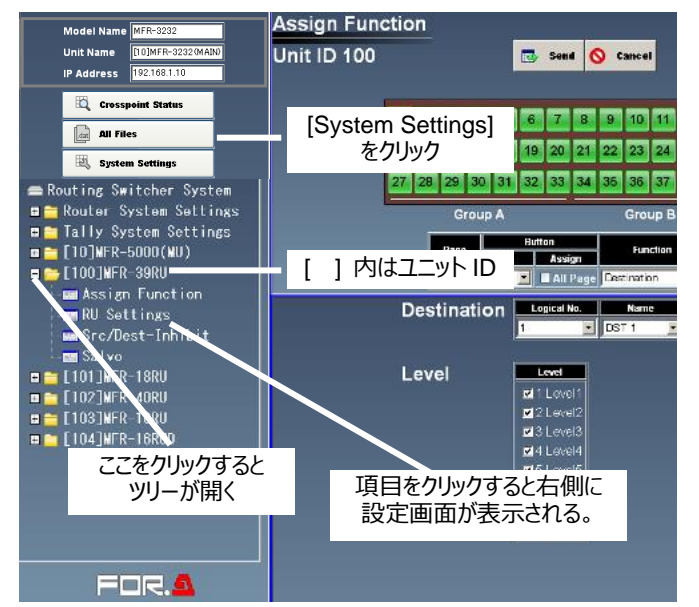 Model Name MFR-3232
Unit Name [10]MFR-3232(MAIN)
IP Address 192.168.1.10
Crosspoint Status
All Files
System Settings
Routing Switcher System
Router System Settings
Tally System Settings
[10]MFR-5000(MU)
[100]MFR-39RU
Assign Function
RU Settings
Src/Dest-Inhibit
Salvo
[101]MFR-18RU
[102]MFR-40RU
[103]MFR-16RU
[104]MFR-16RUD
FOR.A
Assign Function
Unit ID 100
Send
Cancel
6 7 8 9 10 11
19 20 21 22 23 24
27 28 29 30 31 32 33 34 35 36 37
Group A
Group B
Button
Function
Assign
All Page
Destination
Destination
Logical No.
Name
1
DST 1
Level
Level
1 Level1
2 Level2
3 Level3
4 Level4
[System Settings]
をクリック
[ ] 内はユニット ID
ここをクリックすると
ツリーが開く
項目をクリックすると右側に
設定画面が表示される。